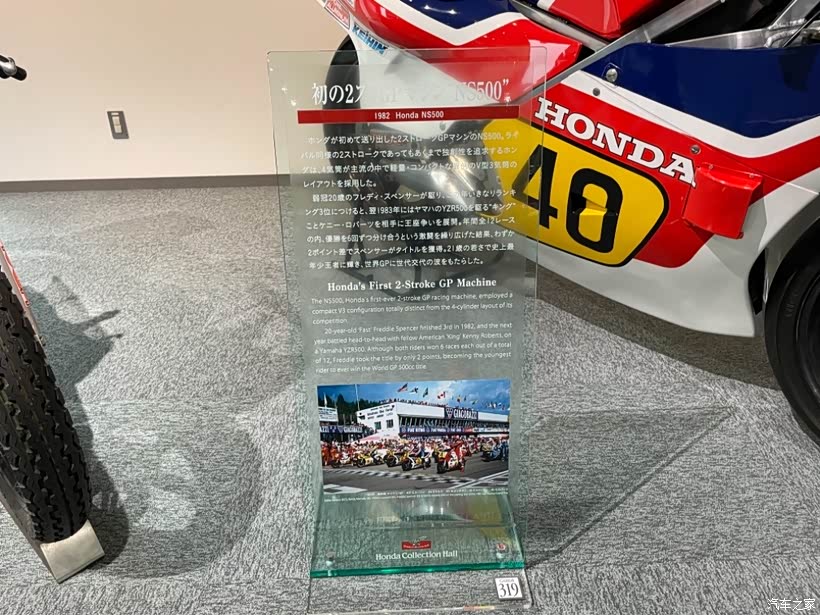 KEIHIN
HONDA
40
初の2スト NS500”
1982 Honda NS500
ホンダが初めて送り出した2ストロークGPマシンのNS500。ライ
バル同様の2ストロークであってもあくまで独創性を追求するホン
ダは、4気筒が主流の中で軽量・コンパクトな のV型3気筒の
レイアウトを採用した。
弱冠20歳のフレディ・スペンサーが駆り、 年いきなりランキ
ング3位につけると、翌1983年にはヤマハのYZR500を駆る“キング”
ことケニー・ロバーツを相手に王座争いを展開。年間全12レース
の内、優勝を6回ずつ分け合うという激闘を繰り広げた結果、わずか
2ポイント差でスペンサーがタイトルを獲得。21歳の若さで史上最
年少王者に輝き、世界GPに世代交代の波をもたらした。
Honda's First 2-Stroke GP Machine
The NS500, Honda's first-ever 2-stroke GP racing machine, employed a
compact V3 configuration totally distinct from the 4-cylinder layout of its
competition.
20-year-old 'Fast' Freddie Spencer finished 3rd in 1982, and the next
year battled head-to-head with fellow American 'King' Kenny Roberts, on
a Yamaha YZR500. Although both riders won 6 races each out of a total
of 12, Freddie took the title by only 2 points, becoming the youngest
rider to ever win the World GP 500cc title.
GIACOBAZZI
Honda Collection Hall
319
汽车之家